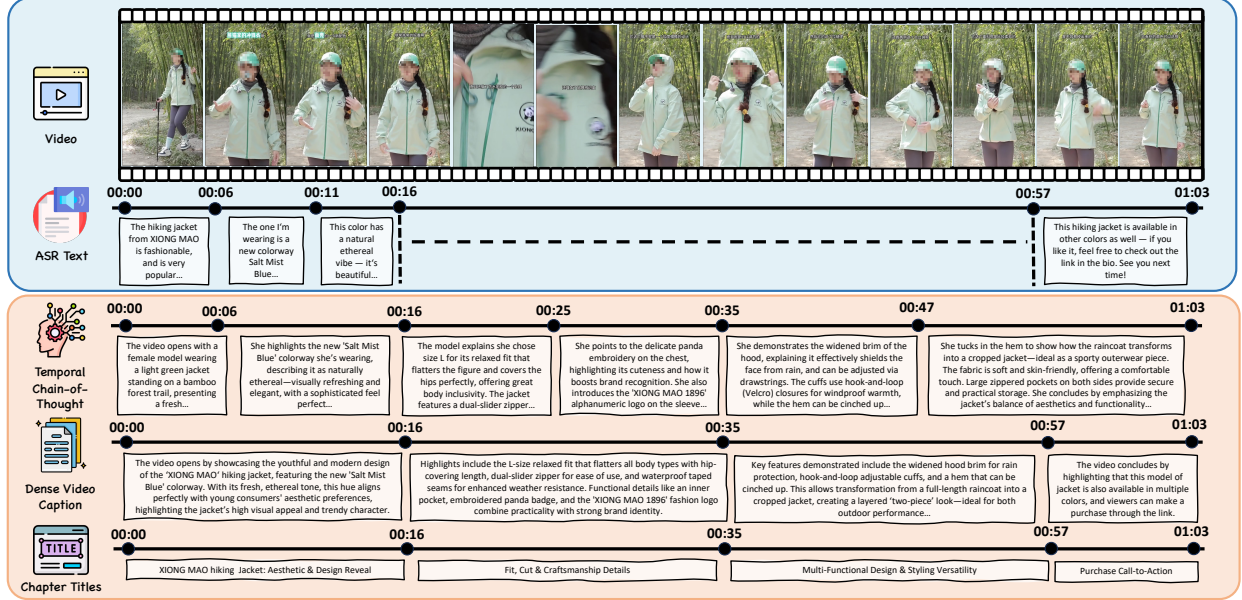 Video
00:00
00:06
00:11
00:16
00:57
01:03
ASR Text
The hiking jacket
from XIONG MAO
is fashionable,
and is very
popular...
The one I'm
wearing is a
new colorway
Salt Mist
Blue...
This color has
a natural
ethereal
vibe — it's
beautiful...
This hiking jacket is available in
other colors as well — if you
like it, feel free to check out the
link in the bio. See you next
time!
00:00
00:06
00:16
00:25
00:35
00:47
01:03
Temporal
Chain-of-
Thought
The video opens with a
female model wearing
a light green jacket
standing on a bamboo
forest trail, presenting
a fresh...
She highlights the new 'Salt Mist
Blue' colorway she's wearing,
describing it as naturally
ethereal—visually refreshing and
elegant, with a sophisticated feel
perfect...
The model explains she chose
size L for its relaxed fit that
flatters the figure and covers the
hips perfectly, offering great
body inclusivity. The jacket
features a dual-slider zipper...
She points to the delicate panda
embroidery on the chest,
highlighting its cuteness and how it
boosts brand recognition. She also
introduces the 'XIONG MAO 1896'
alphanumeric logo on the sleeve...
She demonstrates the widened brim of the
hood, explaining it effectively shields the
face from rain, and can be adjusted via
drawstrings. The cuffs use hook-and-loop
(Velcro) closures for windproof warmth,
while the hem can be cinched up...
She tucks in the hem to show how the raincoat transforms
into a cropped jacket—ideal as a sporty outerwear piece.
The fabric is soft and skin-friendly, offering a comfortable
touch. Large zippered pockets on both sides provide secure
and practical storage. She concludes by emphasizing the
jacket's balance of aesthetics and functionality...
00:00
00:16
00:35
00:57
01:03
Dense Video
Caption
The video opens by showcasing the youthful and modern design
of the 'XIONG MAO' hiking jacket, featuring the new 'Salt Mist
Blue' colorway. With its fresh, ethereal tone, this hue aligns
perfectly with young consumers' aesthetic preferences,
highlighting the jacket's high visual appeal and trendy character.
Highlights include the L-size relaxed fit that flatters all body types with hip-
covering length, dual-slider zipper for ease of use, and waterproof taped
seams for enhanced weather resistance. Functional details like an inner
pocket, embroidered panda badge, and the 'XIONG MAO 1896' fashion logo
combine practicality with strong brand identity.
Key features demonstrated include the widened hood brim for rain
protection, hook-and-loop adjustable cuffs, and a hem that can be
cinched up. This allows transformation from a full-length raincoat into a
cropped jacket, creating a layered 'two-piece' look—ideal for both
outdoor performance...
The video concludes by
highlighting that this model of
jacket is also available in multiple
colors, and viewers can make a
purchase through the link.
00:00
00:16
00:35
00:57
01:03
TITLE
Chapter Titles
XIONG MAO hiking Jacket: Aesthetic & Design Reveal
Fit, Cut & Craftsmanship Details
Multi-Functional Design & Styling Versatility
Purchase Call-to-Action